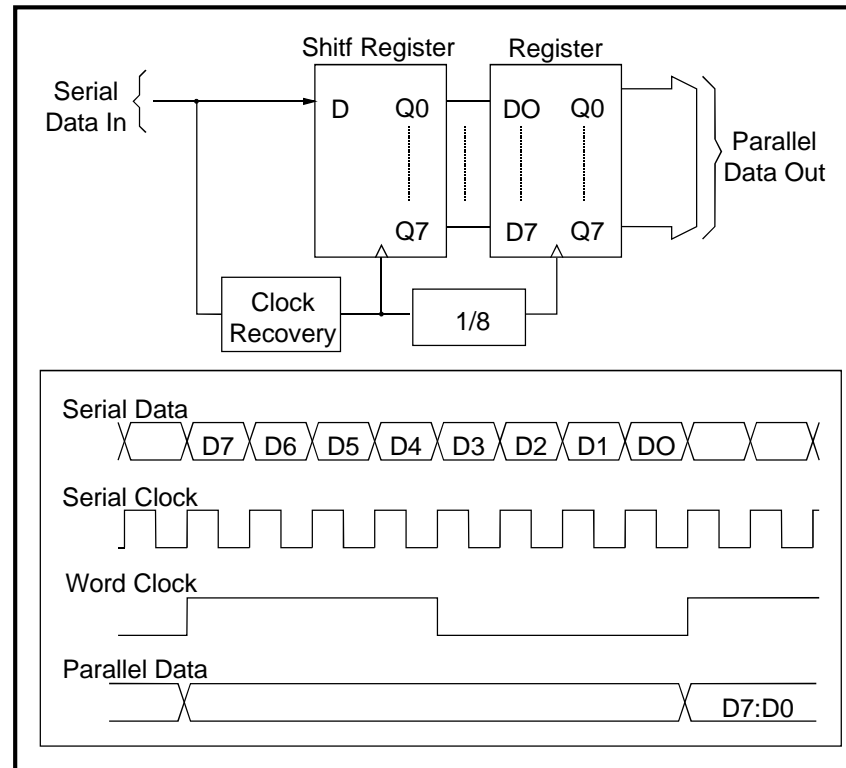 Shitf Register
Register
Serial
Data In
D
Q0
DO
Q0
Q7
D7
Q7
Parallel
Data Out
Clock
Recovery
1/8
Serial Data
D7 D6 D5 D4 D3 D2 D1 DO
Serial Clock
Word Clock
Parallel Data
D7:D0